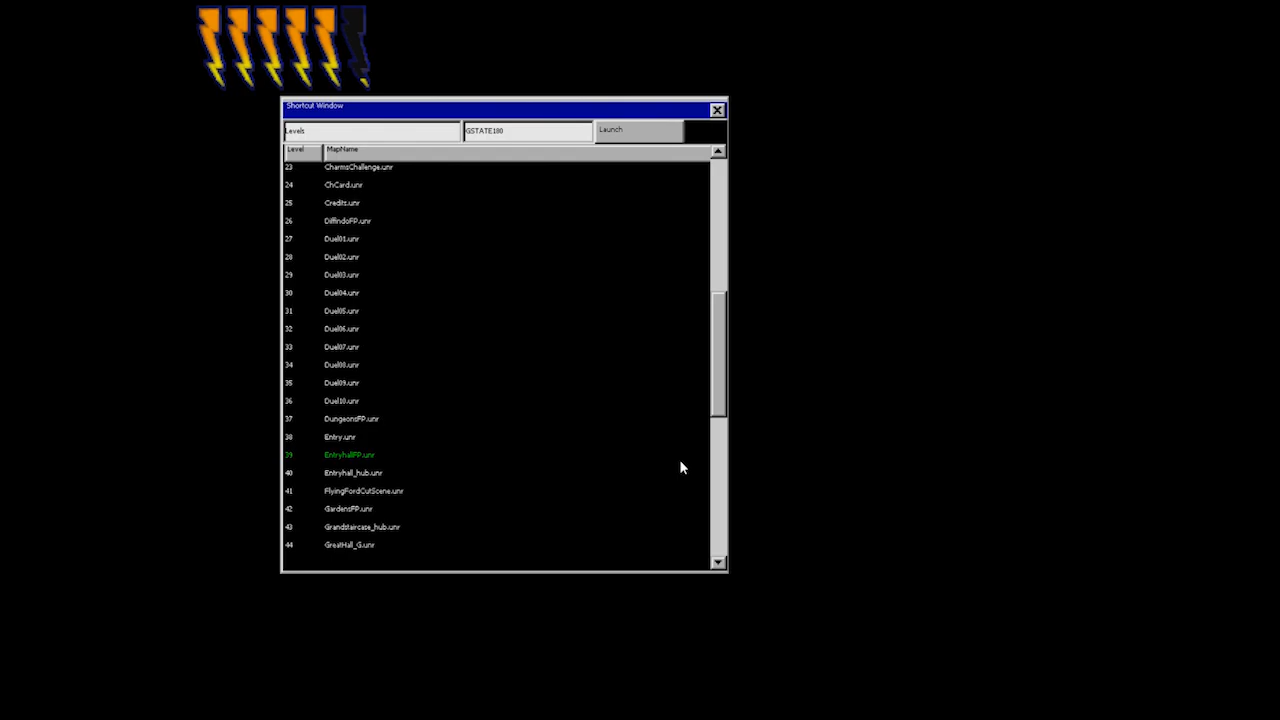 Shortcut Window
Levels GSTATE180 Launch
Level MapName
23 CharmsChallenge.unr
24 ChCard.unr
25 Credits.unr
26 DiffindoFP.unr
27 Duel01.unr
28 Duel02.unr
29 Duel03.unr
30 Duel04.unr
31 Duel05.unr
32 Duel06.unr
33 Duel07.unr
34 Duel08.unr
35 Duel09.unr
36 Duel10.unr
37 DungeonsFP.unr
38 Entry.unr
39 EntryhallFP.unr
40 Entryhall_hub.unr
41 FlyingFordCutScene.unr
42 GardensFP.unr
43 Grandstaircase_hub.unr
44 GreatHall_G.unr